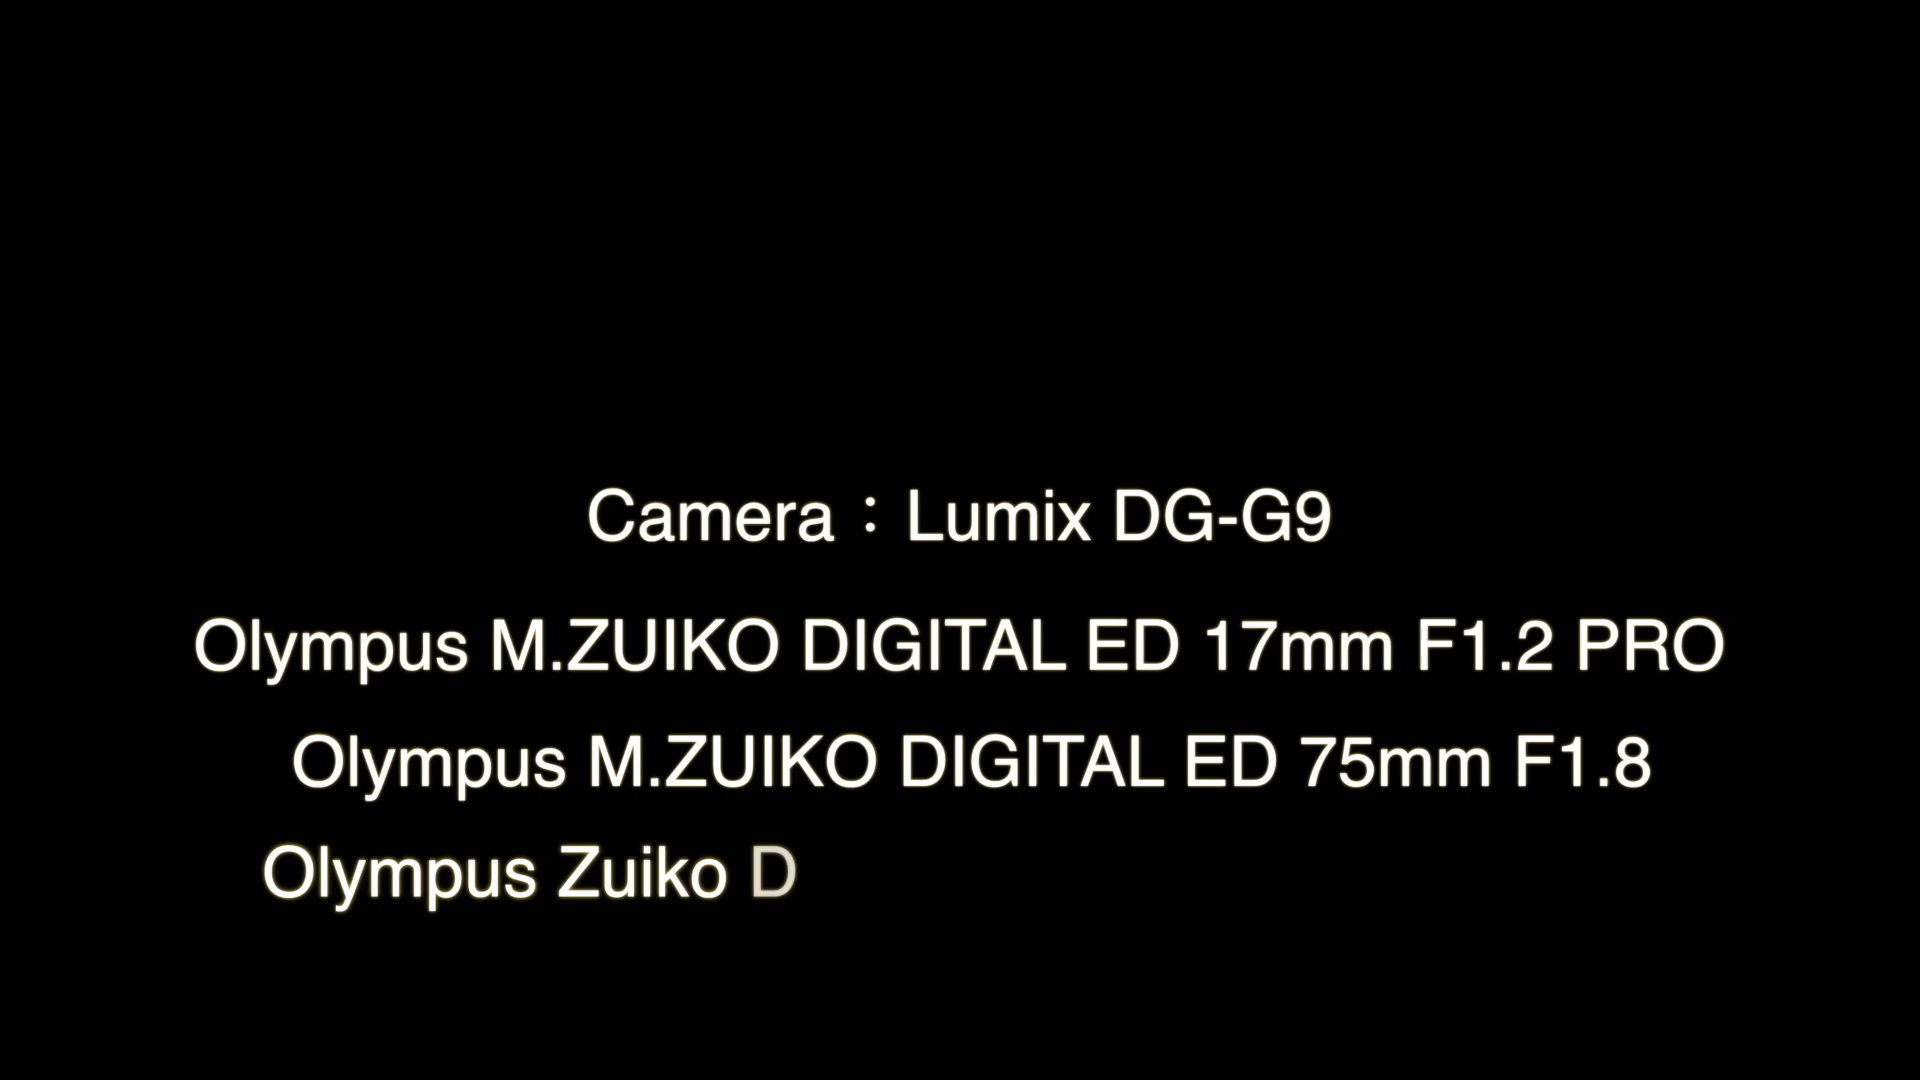 Camera：Lumix DG-G9
Olympus M.ZUIKO DIGITAL ED 17mm F1.2 PRO
Olympus M.ZUIKO DIGITAL ED 75mm F1.8
Olympus Zuiko D